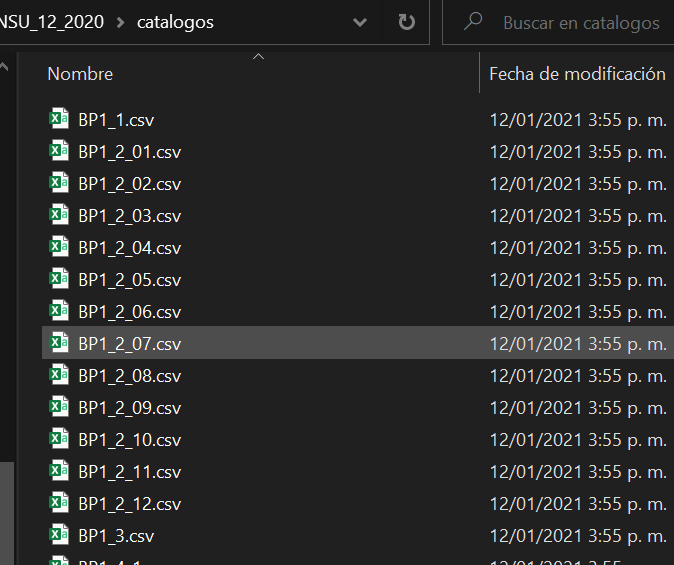 NSU_12_2020 > catalogos Buscar en catalogos
Nombre Fecha de modificación
BP1_1.csv 12/01/2021 3:55 p. m.
BP1_2_01.csv 12/01/2021 3:55 p. m.
BP1_2_02.csv 12/01/2021 3:55 p. m.
BP1_2_03.csv 12/01/2021 3:55 p. m.
BP1_2_04.csv 12/01/2021 3:55 p. m.
BP1_2_05.csv 12/01/2021 3:55 p. m.
BP1_2_06.csv 12/01/2021 3:55 p. m.
BP1_2_07.csv 12/01/2021 3:55 p. m.
BP1_2_08.csv 12/01/2021 3:55 p. m.
BP1_2_09.csv 12/01/2021 3:55 p. m.
BP1_2_10.csv 12/01/2021 3:55 p. m.
BP1_2_11.csv 12/01/2021 3:55 p. m.
BP1_2_12.csv 12/01/2021 3:55 p. m.
BP1_3.csv 12/01/2021 3:55 p. m.